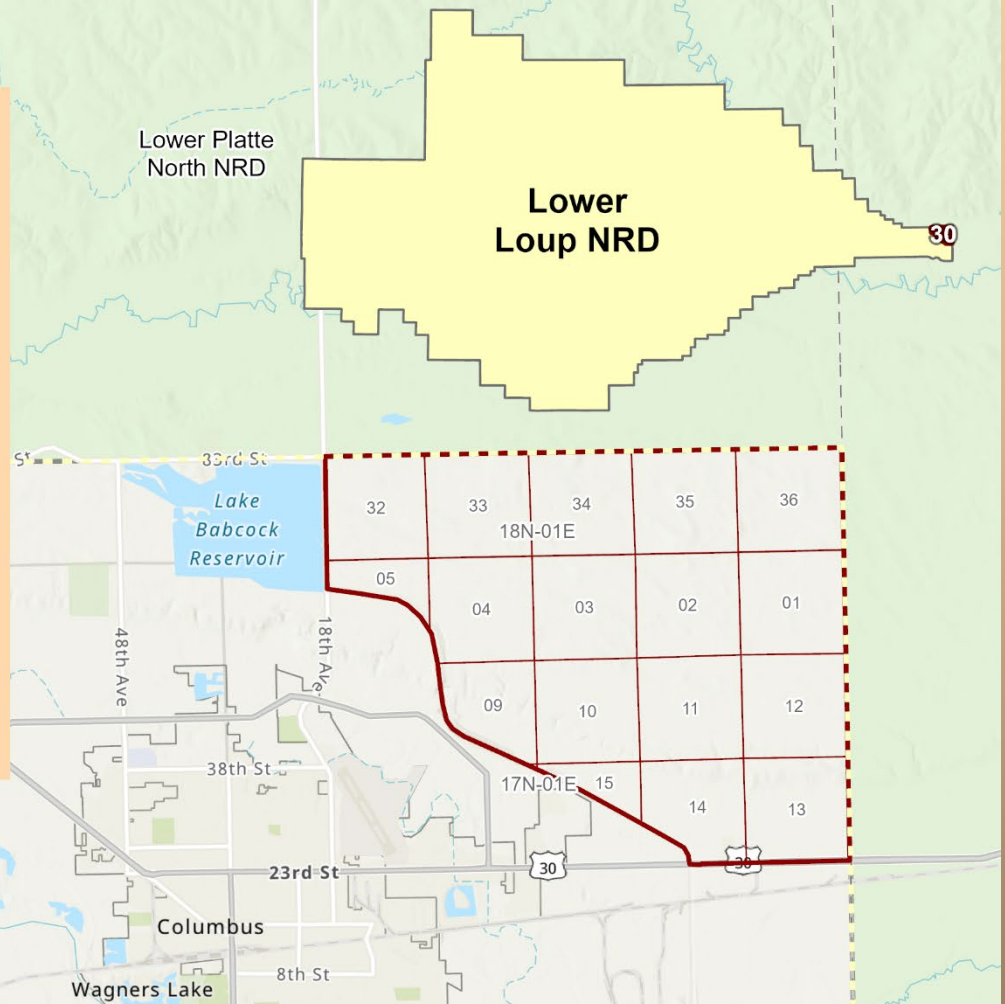 Lower Platte
North NRD
Lower
Loup NRD
30
St
83rd St
Lake
Babcock
Reservoir
32
33
34
35
36
18N-01E
05
04
03
02
01
48th Ave
18th Ave
09
10
11
12
38th St
17N-01E
15
14
13
23rd St
30
30
Columbus
8th St
Wagners Lake